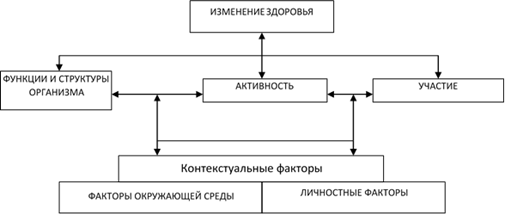 ИЗМЕНЕНИЕ ЗДОРОВЬЯ
ФУНКЦИИ И СТРУКТУРЫ
ОРГАНИЗМА
АКТИВНОСТЬ
УЧАСТИЕ
Контекстуальные факторы
ФАКТОРЫ ОКРУЖАЮЩЕЙ СРЕДЫ
ЛИЧНОСТНЫЕ ФАКТОРЫ